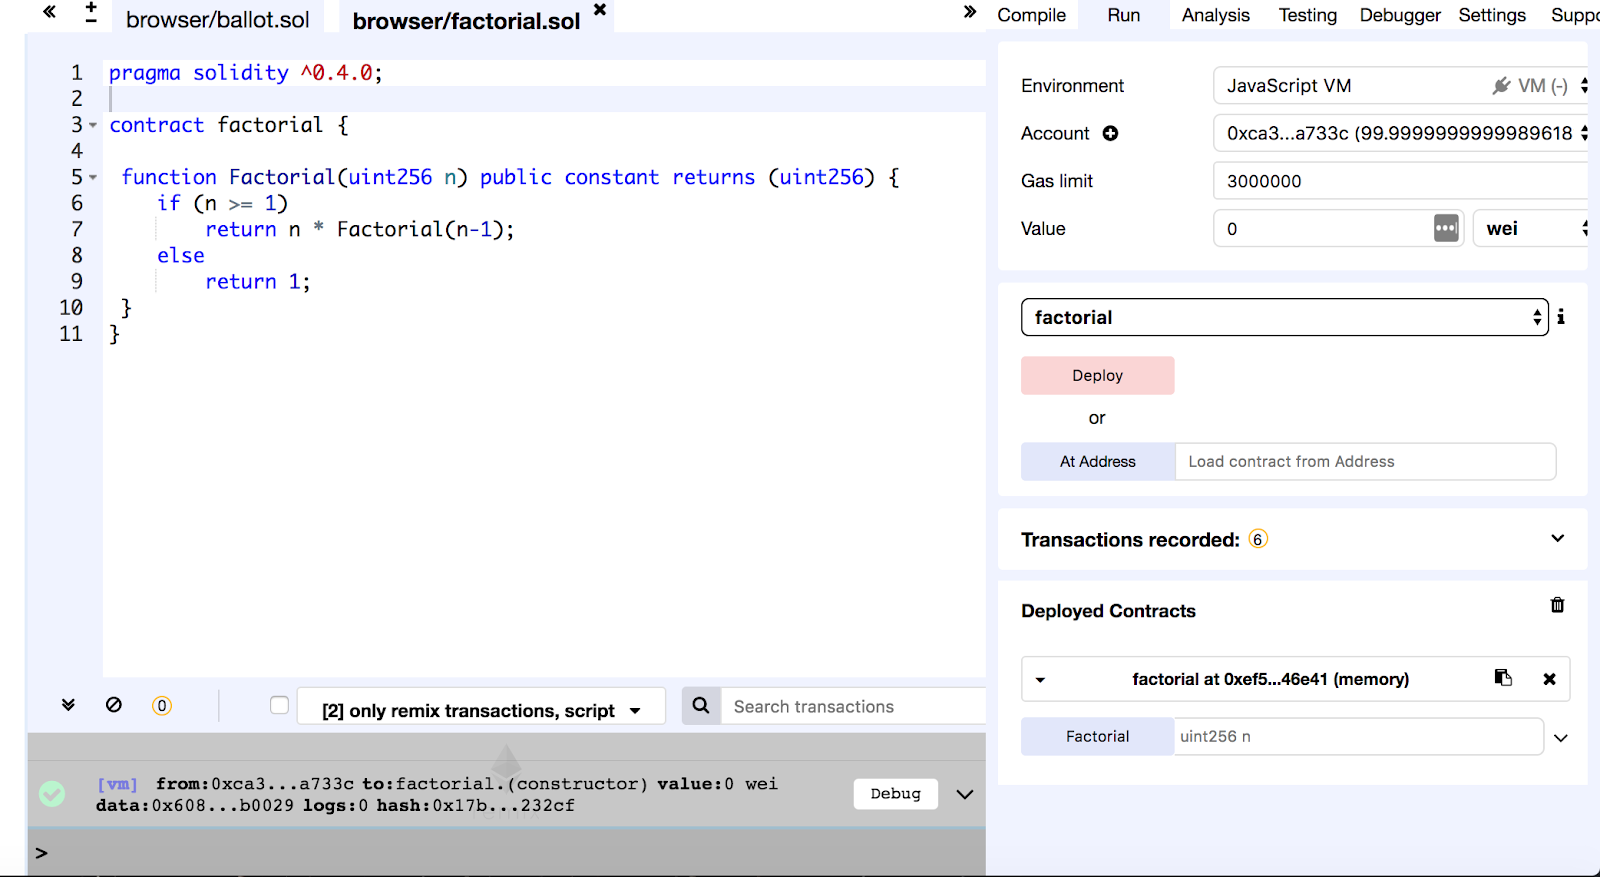 browser/ballot.sol browser/factorial.sol
Compile Run Analysis Testing Debugger Settings Suppo
1 pragma solidity ^0.4.0;
2
3 contract factorial {
4
5 function Factorial(uint256 n) public constant returns (uint256) {
6 if (n >= 1)
7 return n * Factorial(n-1);
8 else
9 return 1;
10 }
11 }
[2] only remix transactions, script
Search transactions
[vm] from:0xca3...a733c to:factorial.(constructor) value:0 wei
data:0x608...b0029 logs:0 hash:0x17b...232cf
Debug
>
Environment JavaScript VM VM (-)
Account 0xca3...a733c (99.9999999999989618
Gas limit 3000000
Value 0 wei
factorial
Deploy
or
At Address Load contract from Address
Transactions recorded: 6
Deployed Contracts
factorial at 0xef5...46e41 (memory)
Factorial uint256 n
0